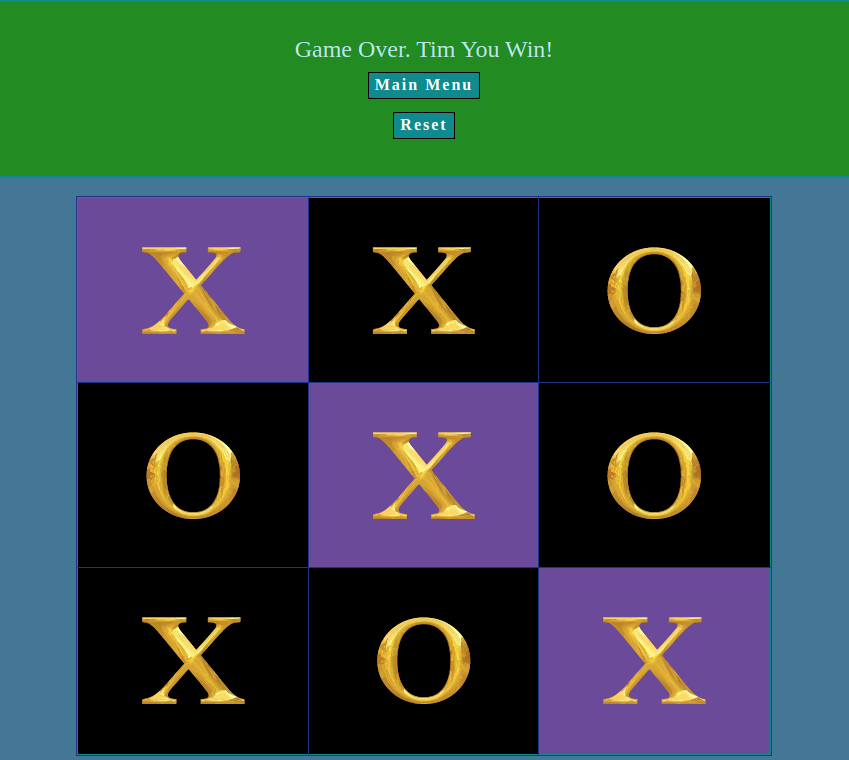 Game Over. Tim You Win!
Main Menu
Reset
X X O
O X O
X O X